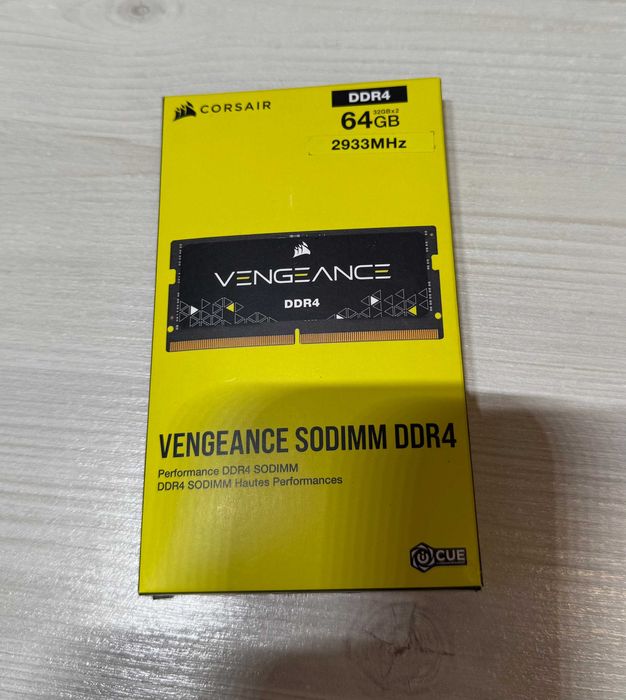 CORSAIR
DDR4
32GBx2
64GB
2933MHz
VENGEANCE
DDR4
VENGEANCE SODIMM DDR4
Performance DDR4 SODIMM
DDR4 SODIMM Hautes Performances
CUE